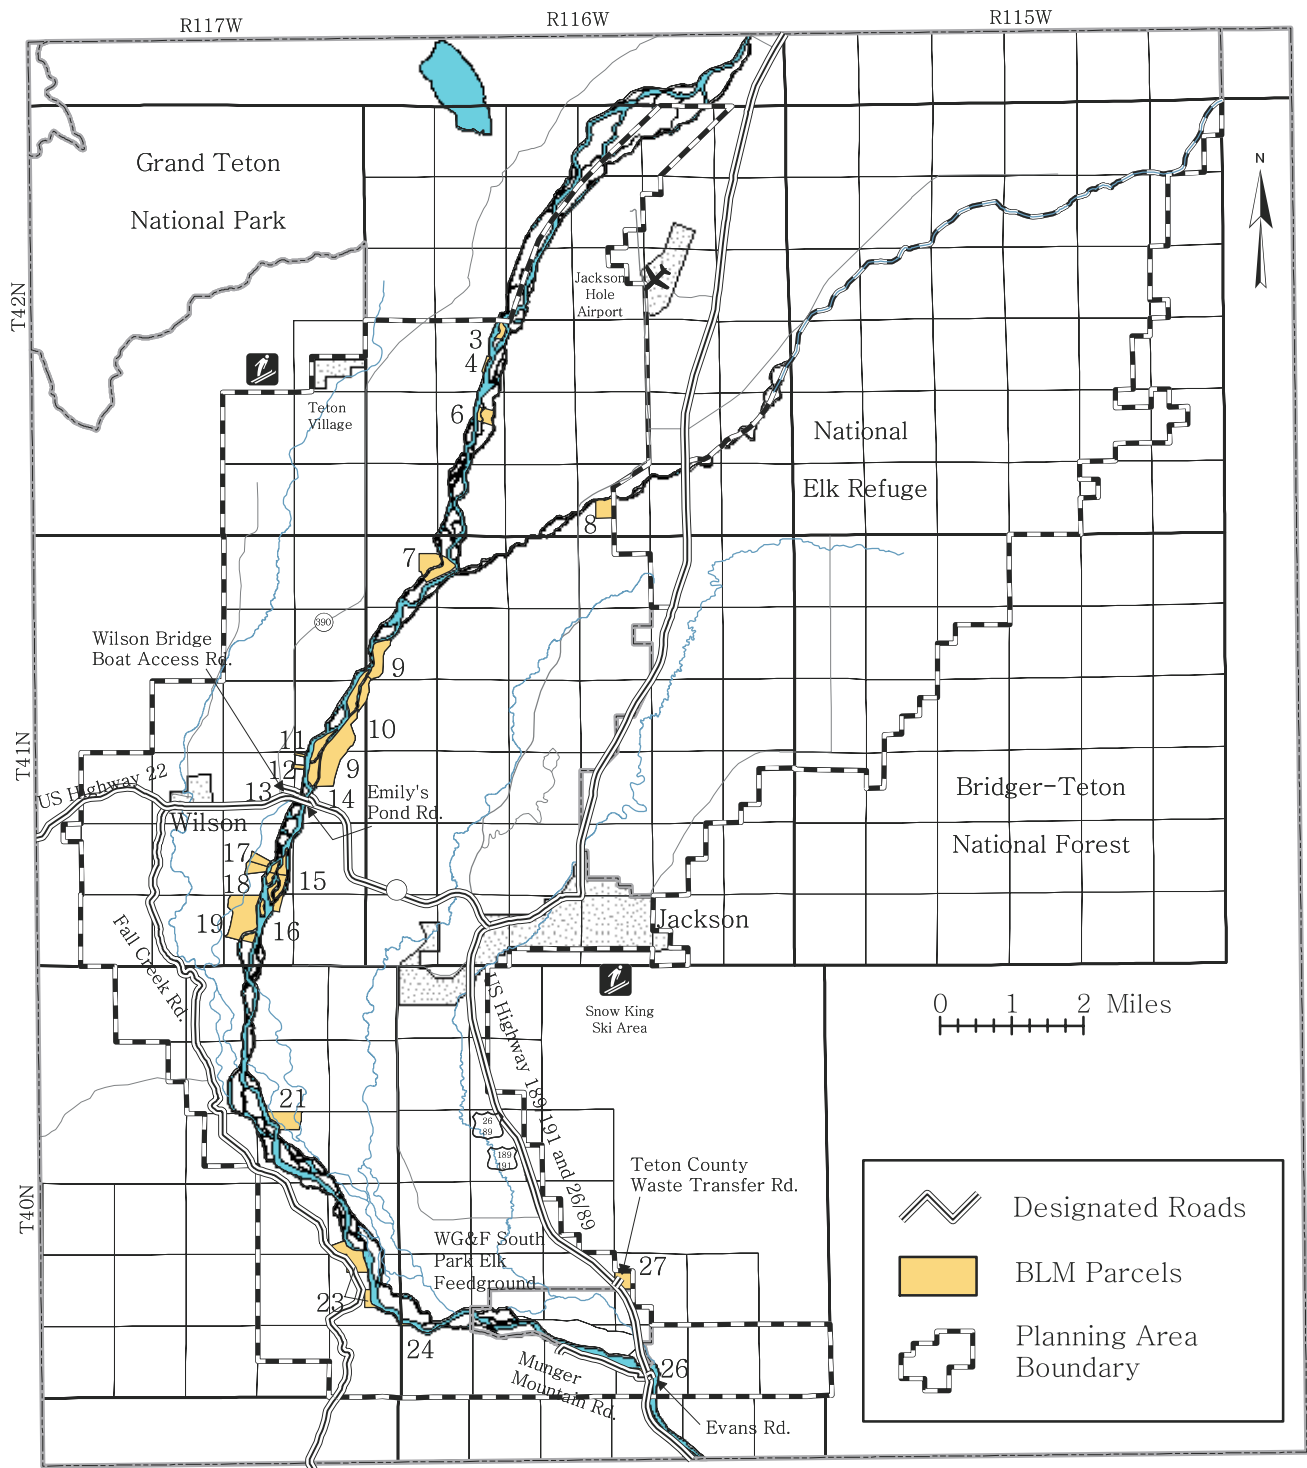 R117W
R116W
R115W
Grand Teton
National Park
N
T42N
Jackson
Hole
Airport
3
4
6
Teton
Village
National
Elk Refuge
8
7
390
Wilson Bridge
Boat Access Rd.
9
10
11
12
9
T41N
US Highway 22
13
14
Emily's
Pond Rd.
Wilson
Bridger-Teton
National Forest
17
18
15
19
16
Jackson
Fall Creek Rd.
Snow King
Ski Area
0 1 2 Miles
US Highway 189/191 and 26/89
21
26
89
189
191
Teton County
Waste Transfer Rd.
T40N
WG&F South
Park Elk
Feedground
27
23
24
26
Munger
Mountain Rd.
Evans Rd.
Designated Roads
BLM Parcels
Planning Area
Boundary